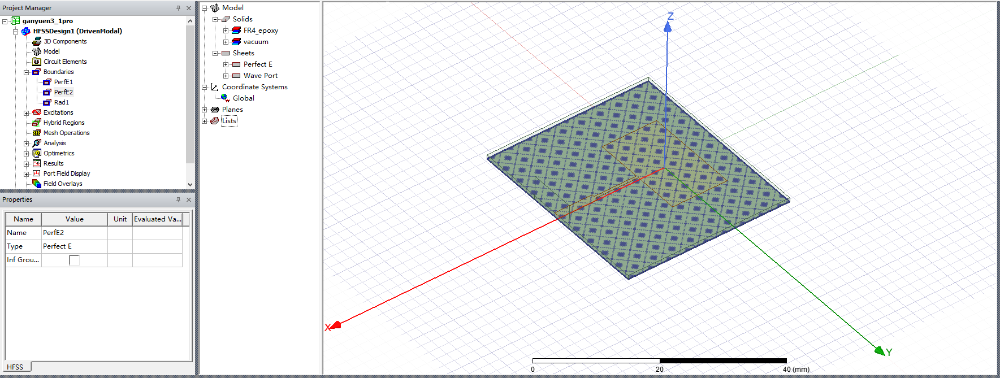 Project Manager
ganyuen3_1pro
HFSSDesign1 (DrivenModal)
3D Components
Model
Circuit Elements
Boundaries
PerfE1
PerfE2
Rad1
Excitations
Hybrid Regions
Mesh Operations
Analysis
Optimetrics
Results
Port Field Display
Field Overlays
Properties
Name Value Unit Evaluated Va...
Name PerfE2
Type Perfect E
Inf Grou...
HFSS
Model
Solids
FR4_epoxy
vacuum
Sheets
Perfect E
Wave Port
Coordinate Systems
Global
Planes
Lists
Z
X
Y
0 20 40 (mm)